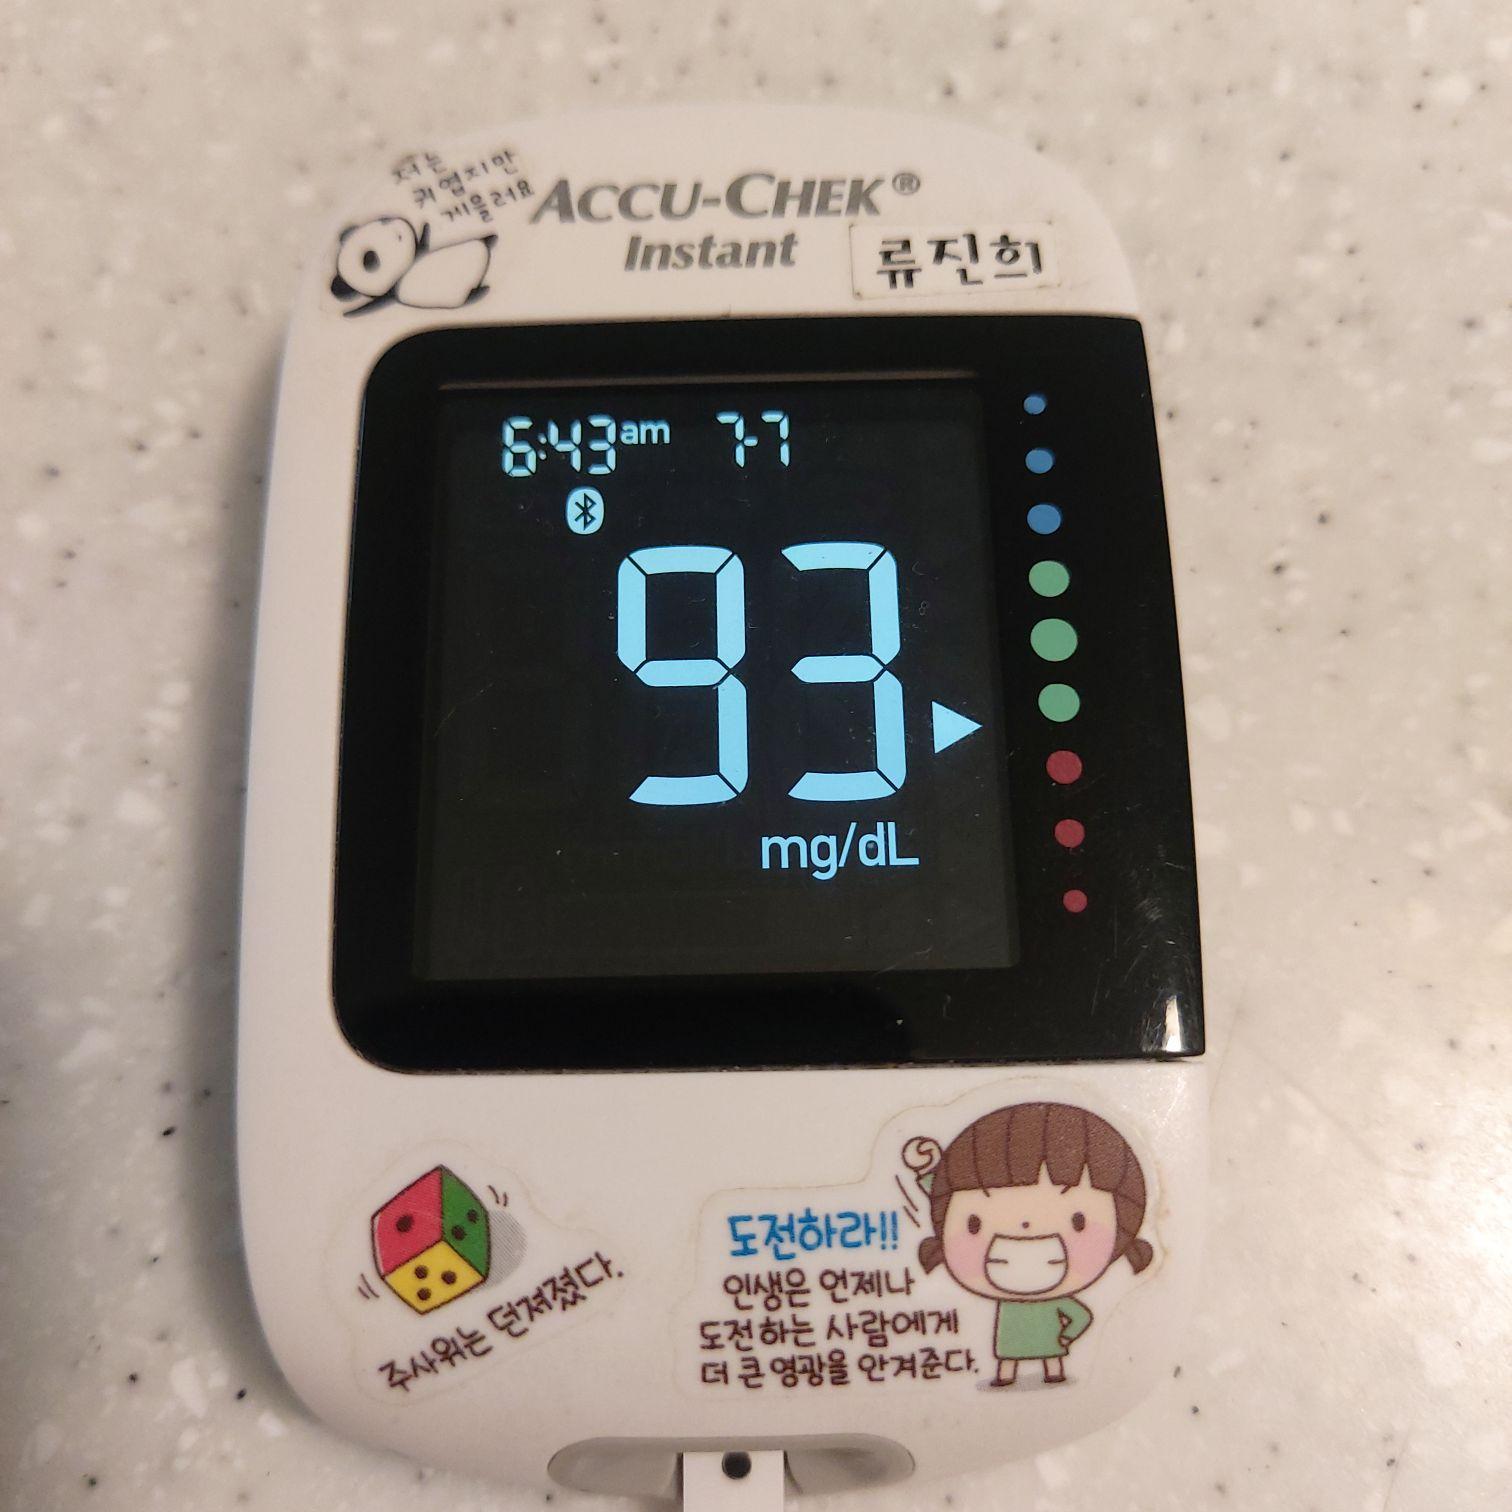 저는
귀엽지만
게을러요
ACCU-CHEK®
Instant
류진희
6:43am 7-7
93
mg/dL
주사위는 던져졌다.
도전하라!!
인생은 언제나
도전하는 사람에게
더 큰 영광을 안겨준다.